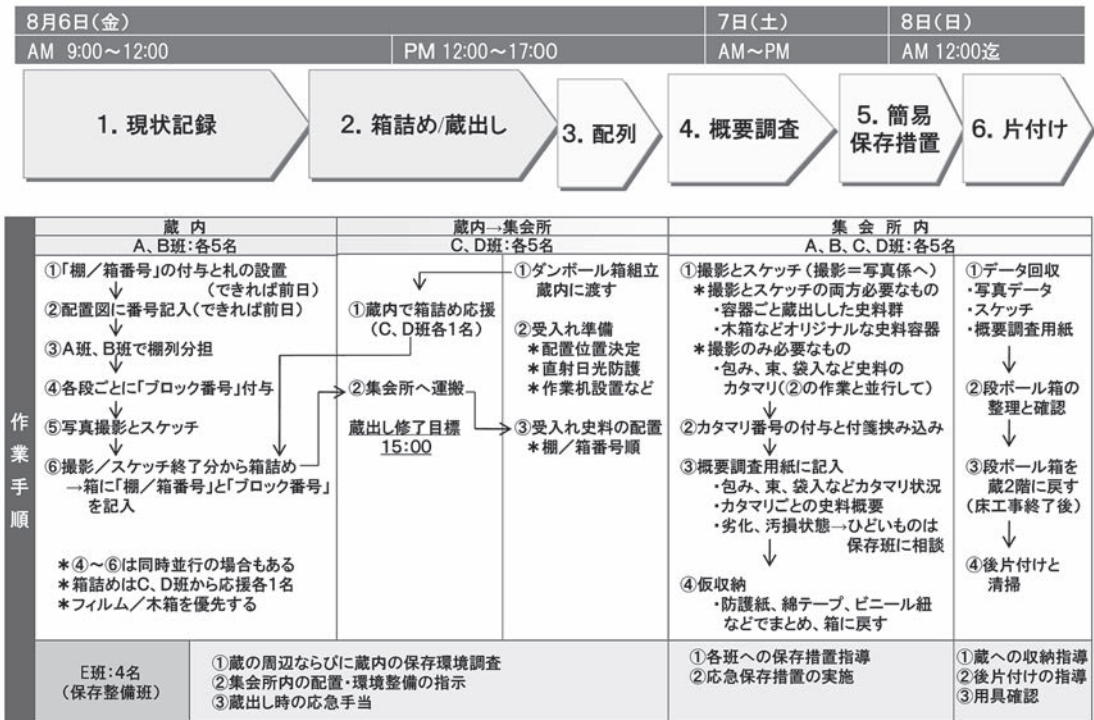 8月6日(金)
7日(土)
8日(日)
AM 9:00～12:00
PM 12:00～17:00
AM～PM
AM 12:00迄
1. 現状記録
2. 箱詰め/蔵出し
3. 配列
4. 概要調査
5. 簡易
保存措置
6. 片付け
作業手順
蔵 内
A、B班:各5名
①「棚／箱番号」の付与と札の設置
(できれば前日)
②配置図に番号記入(できれば前日)
③A班、B班で棚列分担
④各段ごとに「ブロック番号」付与
⑤写真撮影とスケッチ
⑥撮影／スケッチ終了分から箱詰め
→箱に「棚／箱番号」と「ブロック番号」
を記入
＊④～⑥は同時並行の場合もある
＊箱詰めはC、D班から応援各1名
＊フィルム／木箱を優先する
蔵内→集会所
C、D班:各5名
①蔵内で箱詰め応援
(C、D班各1名)
②集会所へ運搬
蔵出し修了目標
15:00
①ダンボール箱組立
蔵内に渡す
②受入れ準備
＊配置位置決定
＊直射日光防護
＊作業机設置など
③受入れ史料の配置
＊棚／箱番号順
集 会 所 内
A、B、C、D班:各5名
①撮影とスケッチ(撮影＝写真係へ)
＊撮影とスケッチの両方必要なもの
・容器ごと蔵出しした史料群
・木箱などオリジナルな史料容器
＊撮影のみ必要なもの
・包み、束、袋入など史料の
カタマリ(②の作業と並行して)
②カタマリ番号の付与と付箋挟み込み
③概要調査用紙に記入
・包み、束、袋入などカタマリ状況
・カタマリごとの史料概要
・劣化、汚損状態→ひどいものは
保存班に相談
④仮収納
・防護紙、綿テープ、ビニール紐
などでまとめ、箱に戻す
①データ回収
・写真データ
・スケッチ
・概要調査用紙
②段ボール箱の
整理と確認
③段ボール箱を
蔵2階に戻す
(床工事終了後)
④後片付けと
清掃
E班:4名
(保存整備班)
①蔵の周辺ならびに蔵内の保存環境調査
②集会所内の配置・環境整備の指示
③蔵出し時の応急手当
①各班への保存措置指導
②応急保存措置の実施
①蔵への収納指導
②後片付けの指導
③用具確認